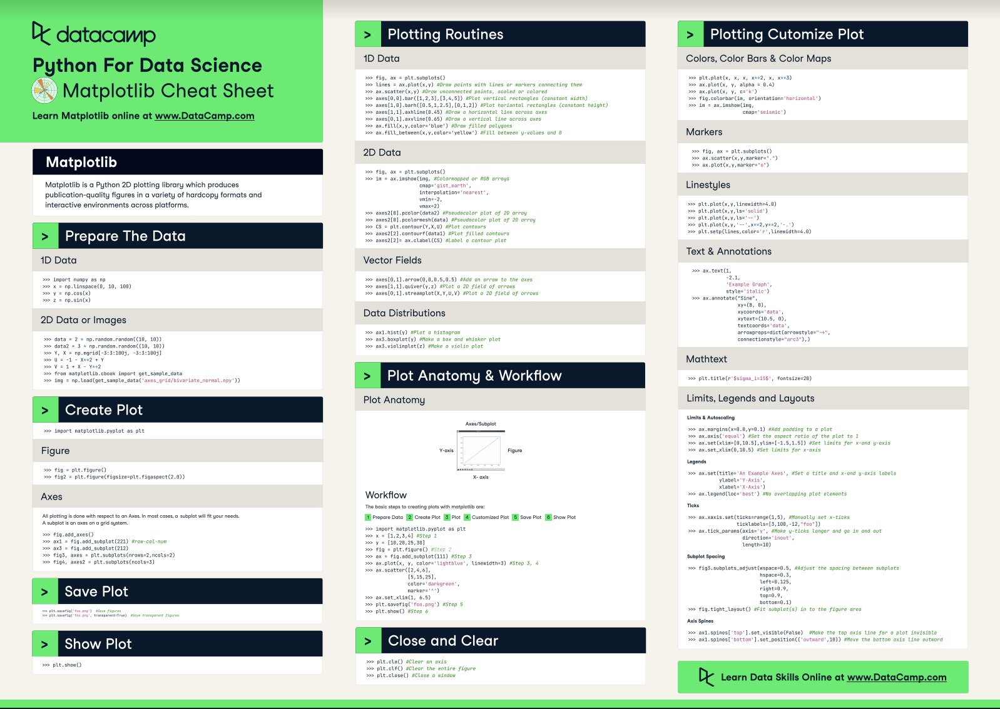 datacamp
Python For Data Science
Matplotlib Cheat Sheet
Learn Matplotlib online at www.DataCamp.com
Matplotlib
Matplotlib is a Python 2D plotting library which produces
publication-quality figures in a variety of hardcopy formats and
interactive environments across platforms.
> Prepare The Data
1D Data
>>> import numpy as np
>>> x = np.linspace(0, 10, 100)
>>> y = np.cos(x)
>>> z = np.sin(x)
2D Data or Images
>>> data = 2 * np.random.random((10, 10))
>>> data2 = 3 * np.random.random((10, 10))
>>> Y, X = np.mgrid[-3:3:100j, -3:3:100j]
>>> U = -1 - X**2 + Y
>>> V = 1 + X - Y**2
>>> from matplotlib.cbook import get_sample_data
>>> img = np.load(get_sample_data('axes_grid/bivariate_normal.npy'))
> Create Plot
>>> import matplotlib.pyplot as plt
Figure
>>> fig = plt.figure()
>>> fig2 = plt.figure(figsize=plt.figaspect(2.0))
Axes
All plotting is done with respect to an Axes. In most cases, a subplot will fit your needs.
A subplot is an axes on a grid system.
>>> fig.add_axes()
>>> ax1 = fig.add_subplot(221) #row-col-num
>>> ax3 = fig.add_subplot(212)
>>> fig3, axes = plt.subplots(nrows=2,ncols=2)
>>> fig4, axes2 = plt.subplots(ncols=3)
> Save Plot
>>> plt.savefig('foo.png') #Save figures
>>> plt.savefig('foo.png', transparent=True) #Save transparent figures
> Show Plot
>>> plt.show()
> Plotting Routines
1D Data
>>> fig, ax = plt.subplots()
>>> lines = ax.plot(x,y) #Draw points with lines or markers connecting them
>>> ax.scatter(x,y) #Draw unconnected points, scaled or colored
>>> axes[0,0].bar([1,2,3],[3,4,5]) #Plot vertical rectangles (constant width)
>>> axes[1,0].barh([0.5,1,2.5],[0,1,2]) #Plot horiontal rectangles (constant height)
>>> axes[1,1].axhline(0.45) #Draw a horizontal line across axes
>>> axes[0,1].axvline(0.65) #Draw a vertical line across axes
>>> ax.fill(x,y,color='blue') #Draw filled polygons
>>> ax.fill_between(x,y,color='yellow') #Fill between y-values and 0
2D Data
>>> fig, ax = plt.subplots()
>>> im = ax.imshow(img, #Colormapped or RGB arrays
cmap='gist_earth',
interpolation='nearest',
vmin=-2,
vmax=2)
>>> axes2[0].pcolor(data2) #Pseudocolor plot of 2D array
>>> axes2[0].pcolormesh(data) #Pseudocolor plot of 2D array
>>> CS = plt.contour(Y,X,U) #Plot contours
>>> axes2[2].contourf(data1) #Plot filled contours
>>> axes2[2]= ax.clabel(CS) #Label a contour plot
Vector Fields
>>> axes[0,1].arrow(0,0,0.5,0.5) #Add an arrow to the axes
>>> axes[1,1].quiver(y,z) #Plot a 2D field of arrows
>>> axes[0,1].streamplot(X,Y,U,V) #Plot a 2D field of arrows
Data Distributions
>>> ax1.hist(y) #Plot a histogram
>>> ax3.boxplot(y) #Make a box and whisker plot
>>> ax3.violinplot(z) #Make a violin plot
> Plot Anatomy & Workflow
Plot Anatomy
Axes/Subplot
Y-axis
Figure
X- axis
Workflow
The basic steps to creating plots with matplotlib are:
1 Prepare Data 2 Create Plot 3 Plot 4 Customized Plot 5 Save Plot 6 Show Plot
>>> import matplotlib.pyplot as plt
>>> x = [1,2,3,4] #Step 1
>>> y = [10,20,25,30]
>>> fig = plt.figure() #Step 2
>>> ax = fig.add_subplot(111) #Step 3
>>> ax.plot(x, y, color='lightblue', linewidth=3) #Step 3, 4
>>> ax.scatter([2,4,6],
[5,15,25],
color='darkgreen',
marker='^')
>>> ax.set_xlim(1, 6.5)
>>> plt.savefig('foo.png') #Step 5
>>> plt.show() #Step 6
> Close and Clear
>>> plt.cla() #Clear an axis
>>> plt.clf() #Clear the entire figure
>>> plt.close() #Close a window
> Plotting Cutomize Plot
Colors, Color Bars & Color Maps
>>> plt.plot(x, x, x, x**2, x, x**3)
>>> ax.plot(x, y, alpha = 0.4)
>>> ax.plot(x, y, c='k')
>>> fig.colorbar(im, orientation='horizontal')
>>> im = ax.imshow(img,
cmap='seismic')
Markers
>>> fig, ax = plt.subplots()
>>> ax.scatter(x,y,marker=".")
>>> ax.plot(x,y,marker="o")
Linestyles
>>> plt.plot(x,y,linewidth=4.0)
>>> plt.plot(x,y,ls='solid')
>>> plt.plot(x,y,ls='--')
>>> plt.plot(x,y,'--',x**2,y**2,'-.')
>>> plt.setp(lines,color='r',linewidth=4.0)
Text & Annotations
>>> ax.text(1,
-2.1,
'Example Graph',
style='italic')
>>> ax.annotate("Sine",
xy=(8, 0),
xycoords='data',
xytext=(10.5, 0),
textcoords='data',
arrowprops=dict(arrowstyle="->",
connectionstyle="arc3"),)
Mathtext
>>> plt.title(r'$sigma_i=15$', fontsize=20)
Limits, Legends and Layouts
Limits & Autoscaling
>>> ax.margins(x=0.0,y=0.1) #Add padding to a plot
>>> ax.axis('equal') #Set the aspect ratio of the plot to 1
>>> ax.set(xlim=[0,10.5],ylim=[-1.5,1.5]) #Set limits for x-and y-axis
>>> ax.set_xlim(0,10.5) #Set limits for x-axis
Legends
>>> ax.set(title='An Example Axes', #Set a title and x-and y-axis labels
ylabel='Y-Axis',
xlabel='X-Axis')
>>> ax.legend(loc='best') #No overlapping plot elements
Ticks
>>> ax.xaxis.set(ticks=range(1,5), #Manually set x-ticks
ticklabels=[3,100,-12,"foo"])
>>> ax.tick_params(axis='y', #Make y-ticks longer and go in and out
direction='inout',
length=10)
Subplot Spacing
>>> fig3.subplots_adjust(wspace=0.5, #Adjust the spacing between subplots
hspace=0.3,
left=0.125,
right=0.9,
top=0.9,
bottom=0.1)
>>> fig.tight_layout() #Fit subplot(s) in to the figure area
Axis Spines
>>> ax1.spines['top'].set_visible(False) #Make the top axis line for a plot invisible
>>> ax1.spines['bottom'].set_position(('outward',10)) #Move the bottom axis line outward
Learn Data Skills Online at www.DataCamp.com